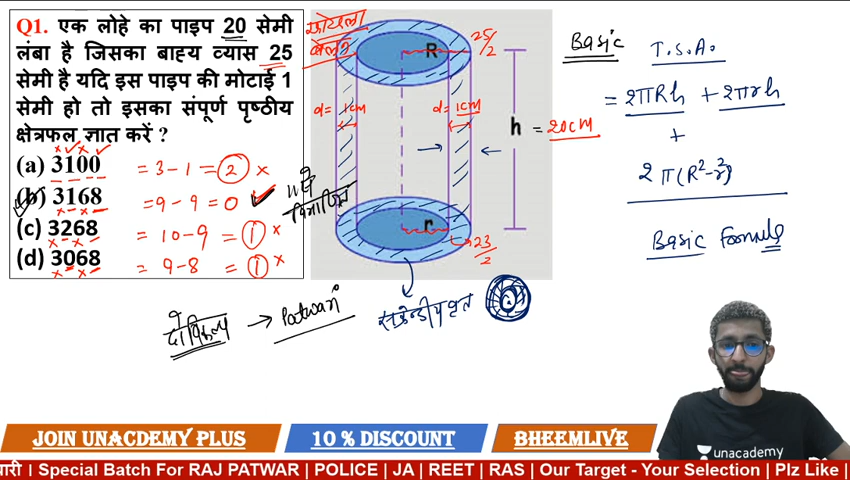 Q1. एक लोहे का पाइप 20 सेमी
लंबा है जिसका बाह्य व्यास 25
सेमी है यदि इस पाइप की मोटाई 1
सेमी हो तो इसका संपूर्ण पृष्ठीय
क्षेत्रफल ज्ञात करें ?
(a) 3100 = 3-1 = 2 ×
(b) 3168 = 9-9 = 0
(c) 3268 = 10-9 = 1 ×
(d) 3068 = 9-8 = 1 ×
25/2
R
d = 1cm
d = 1cm
h = 20cm
r
23/2
Basic T.S.A.
= 2πRh + 2πrh
+
2π(R²-r²)
Basic Formula
→ Patwari
JOIN UNACDEMY PLUS
10 % DISCOUNT
BHEEMLIVE
unacademy
यारी । Special Batch For RAJ PATWAR | POLICE | JA | REET | RAS | Our Target - Your Selection | Plz Like |